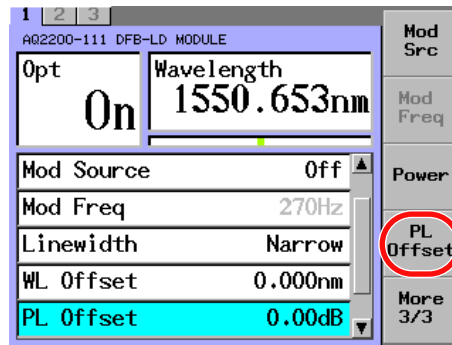 1 2 3
AQ2200-111 DFB-LD MODULE
Opt
On
Wavelength
1550.653nm
Mod Source Off
Mod Freq 270Hz
Linewidth Narrow
WL Offset 0.000nm
PL Offset 0.00dB
Mod
Src
Mod
Freq
Power
PL
Offset
More
3/3